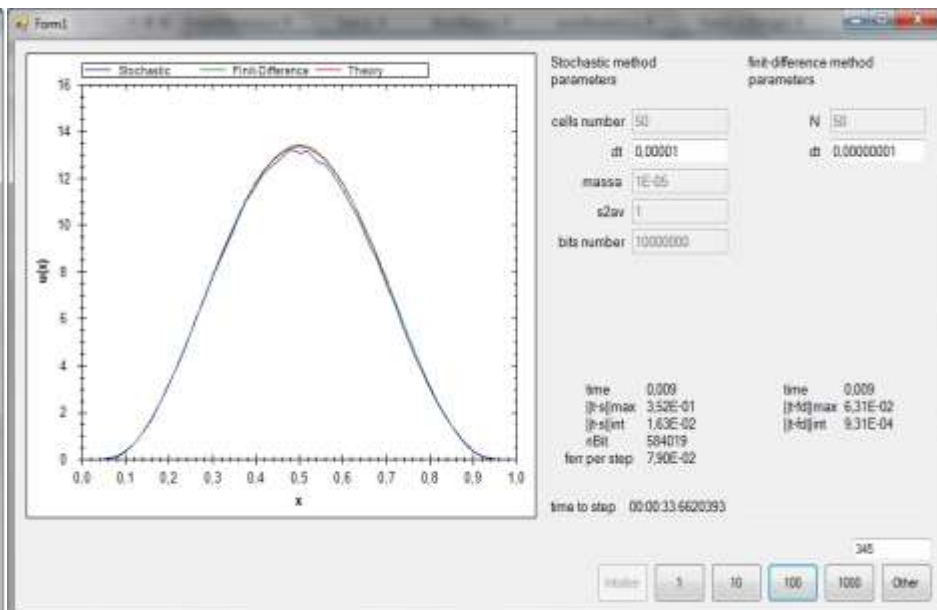 Form1
Stochastic Finit-Difference Theory
16
14
12
10
8
6
4
2
0
0,0 0,1 0,2 0,3 0,4 0,5 0,6 0,7 0,8 0,9 1,0
x
u(x)
Stochastic method
parameters
cells number 50
dt 0,00001
massa 1E-05
s2av 1
bits number 10000000
finit-difference method
parameters
N 50
dt 0,00000001
time 0,009
||t-s||max 3,52E-01
||t-s||int 1,63E-02
nBit 584019
ferr per step 7,90E-02
time 0,009
||t-fd||max 6,31E-02
||t-fd||int 9,31E-04
time to step 00:00:33.6620393
345
1 10 100 1000 Other